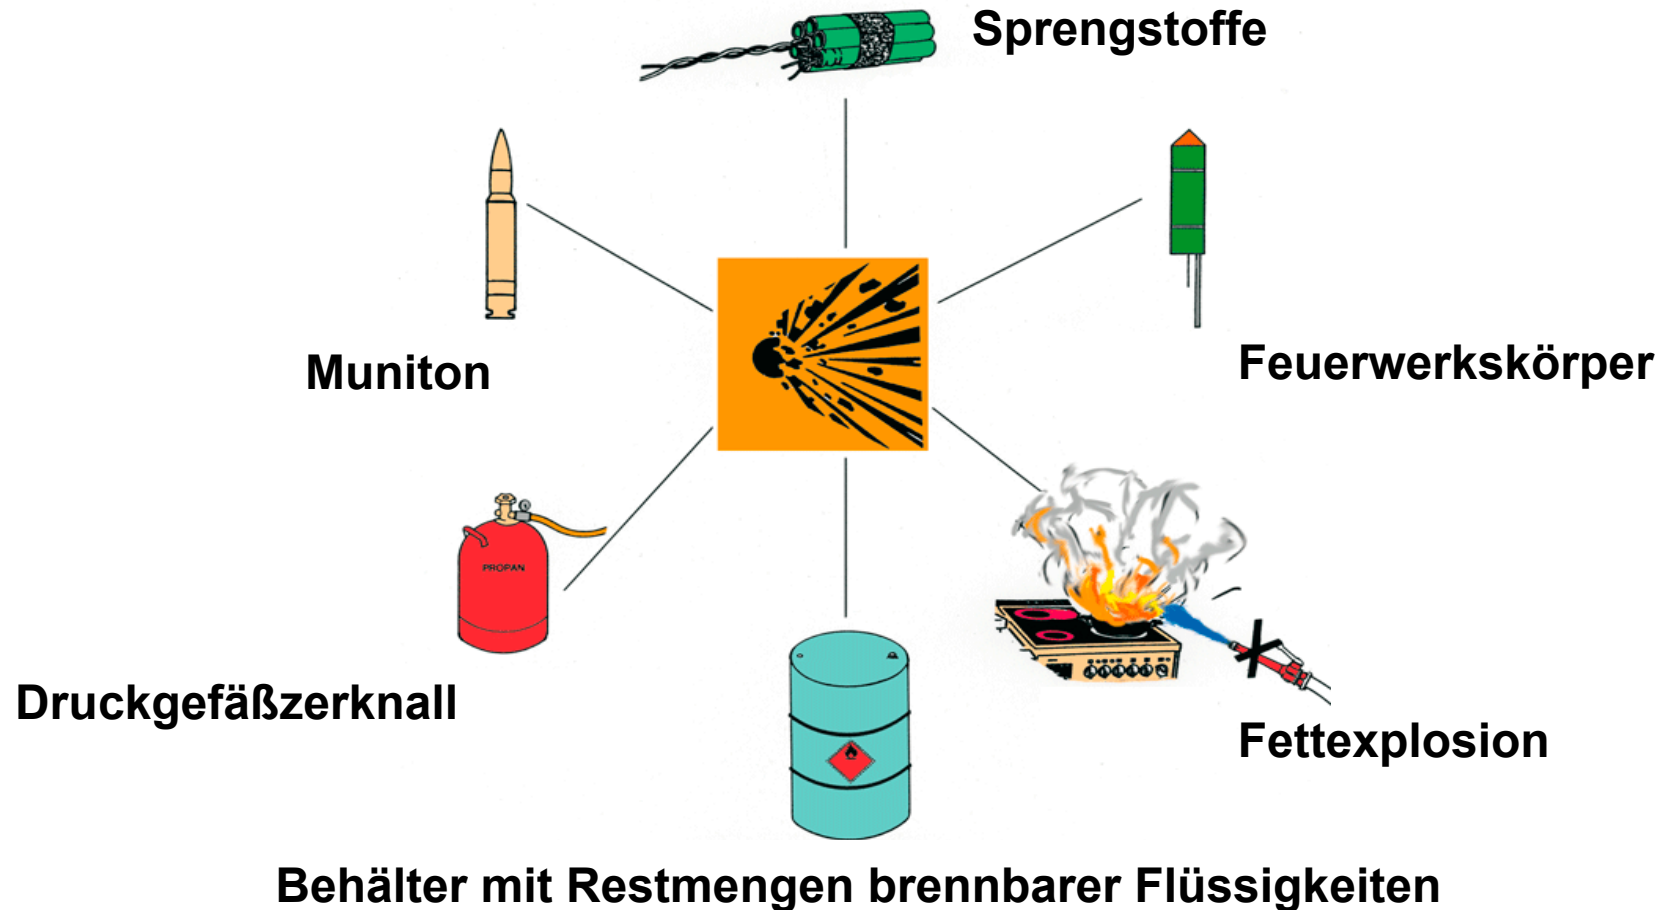 Sprengstoffe
Muniton
Feuerwerkskörper
PROPAN
Druckgefäßzerknall
Fettexplosion
Behälter mit Restmengen brennbarer Flüssigkeiten